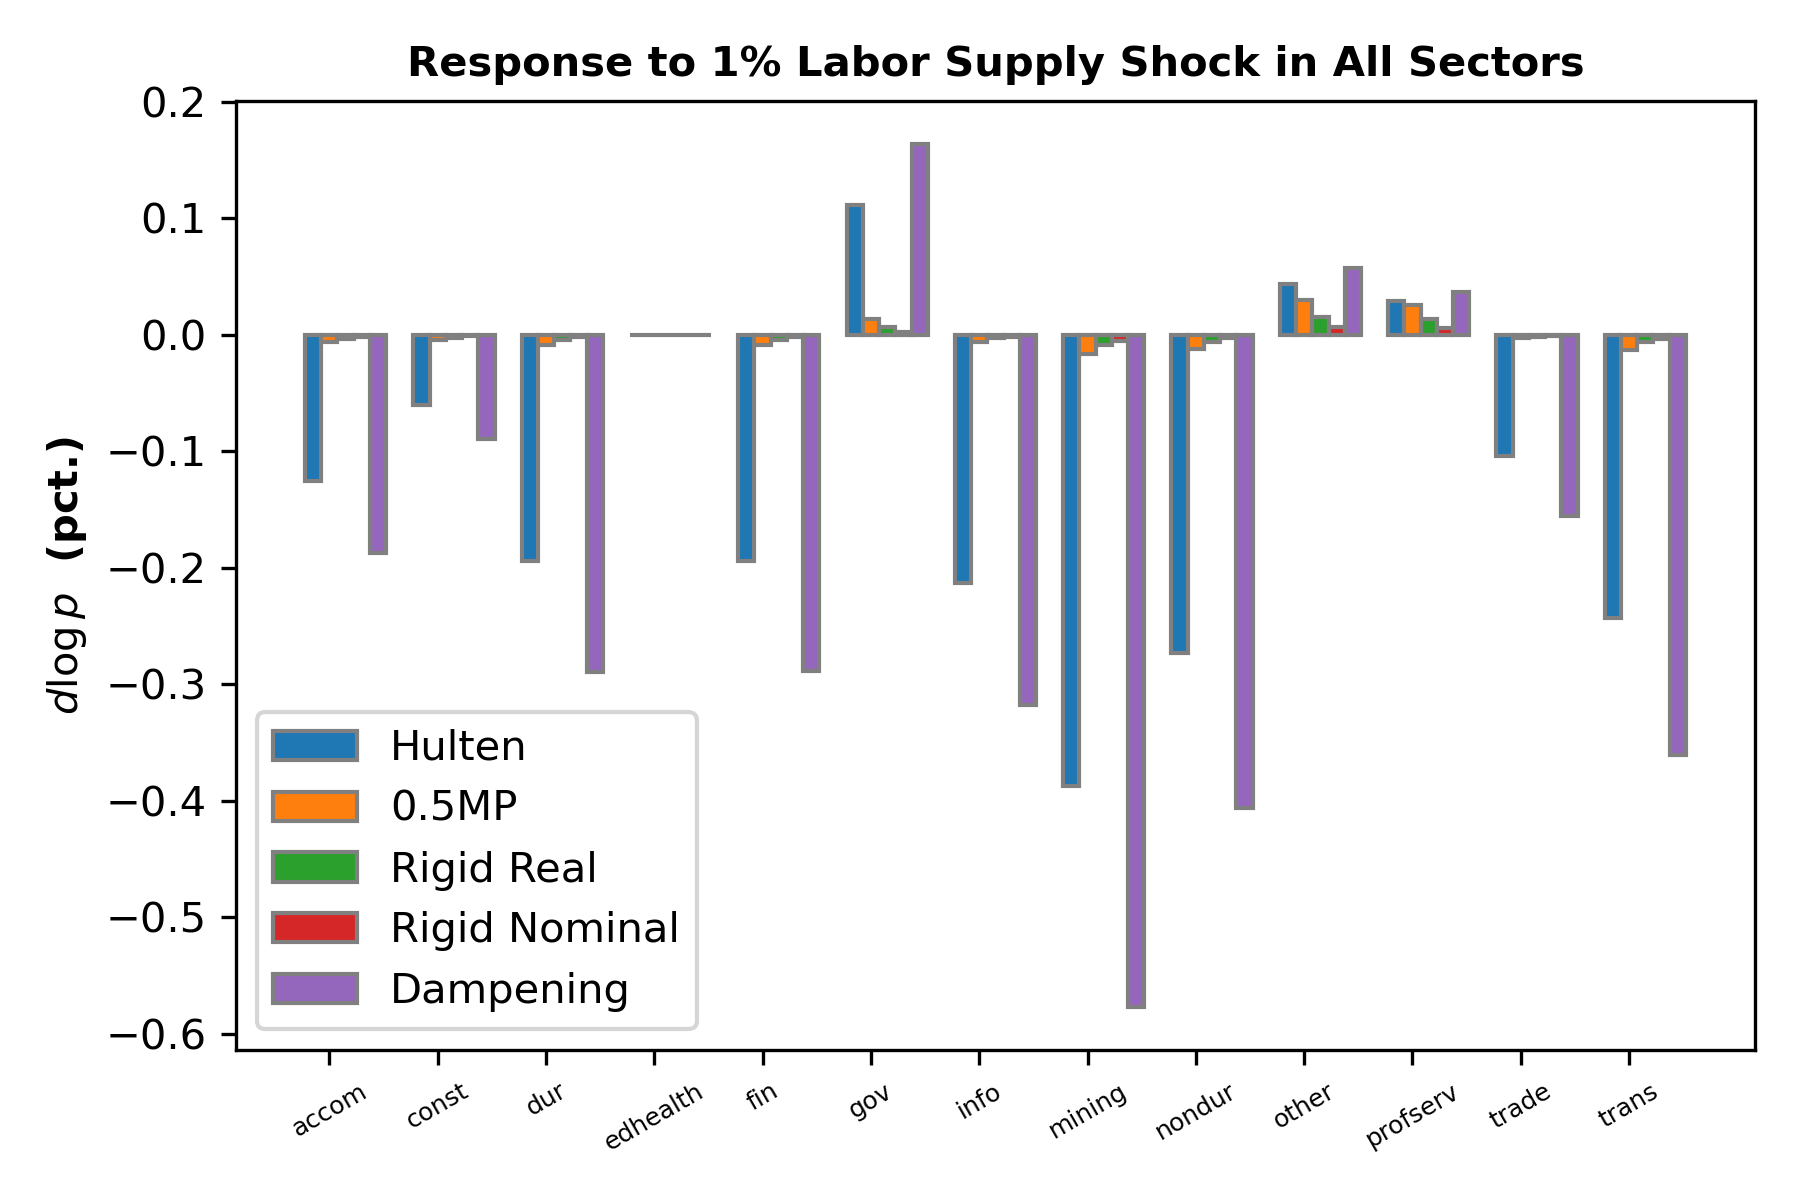 Response to 1% Labor Supply Shock in All Sectors
dlog p (pct.)
0.2
0.1
0.0
−0.1
−0.2
−0.3
−0.4
−0.5
−0.6
Hulten
0.5MP
Rigid Real
Rigid Nominal
Dampening
accom const dur edhealth fin gov info mining nondur other profserv trade trans